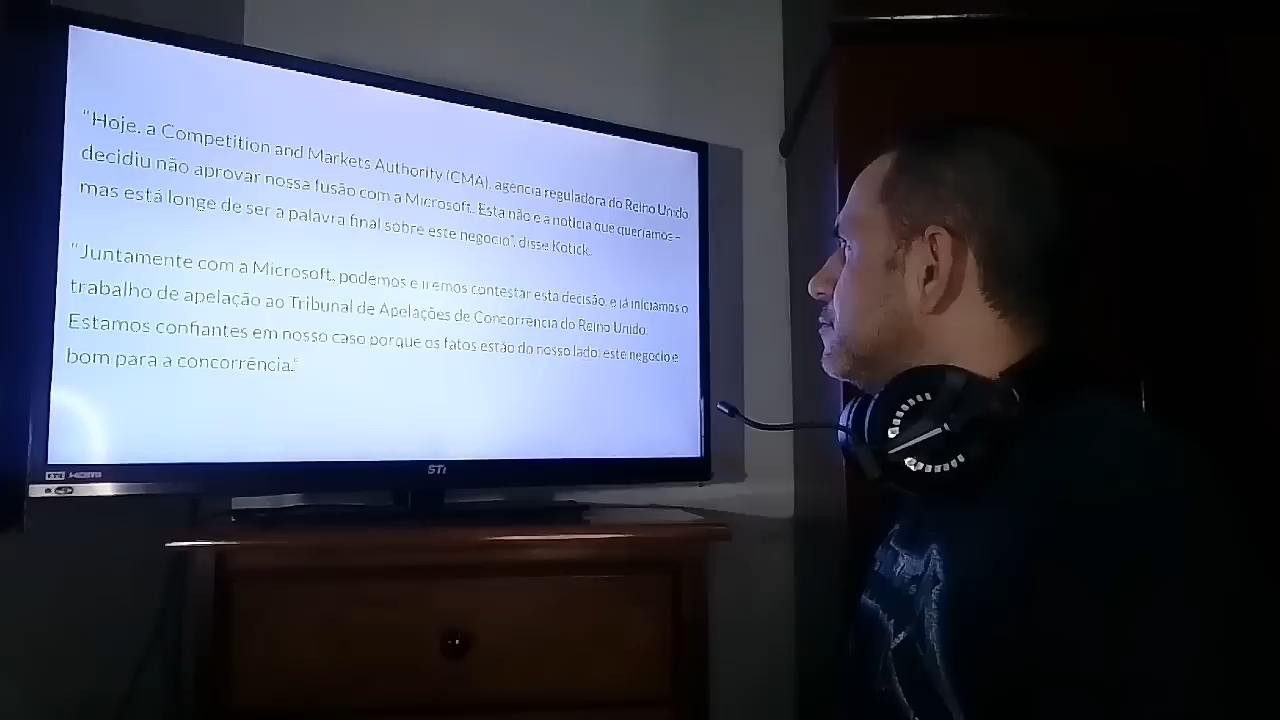 "Hoje, a Competition and Markets Authority (CMA), agência reguladora do Reino Unido
decidiu não aprovar nossa fusão com a Microsoft. Esta não é a notícia que queríamos –
mas está longe de ser a palavra final sobre este negócio", disse Kotick.
"Juntamente com a Microsoft, podemos e iremos contestar esta decisão, e já iniciamos o
trabalho de apelação ao Tribunal de Apelações de Concorrência do Reino Unido.
Estamos confiantes em nosso caso porque os fatos estão do nosso lado: este negócio é
bom para a concorrência."
HDMI
STi